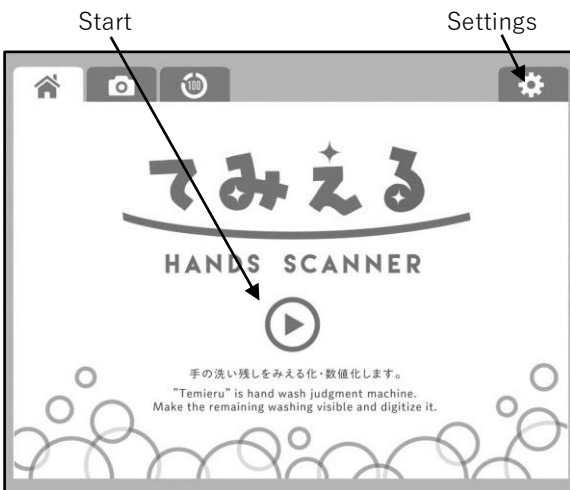 Start
Settings
100
てみえる
HANDS SCANNER
手の洗い残しをみえる化・数値化します。
"Temieru" is hand wash judgment machine.
Make the remaining washing visible and digitize it.